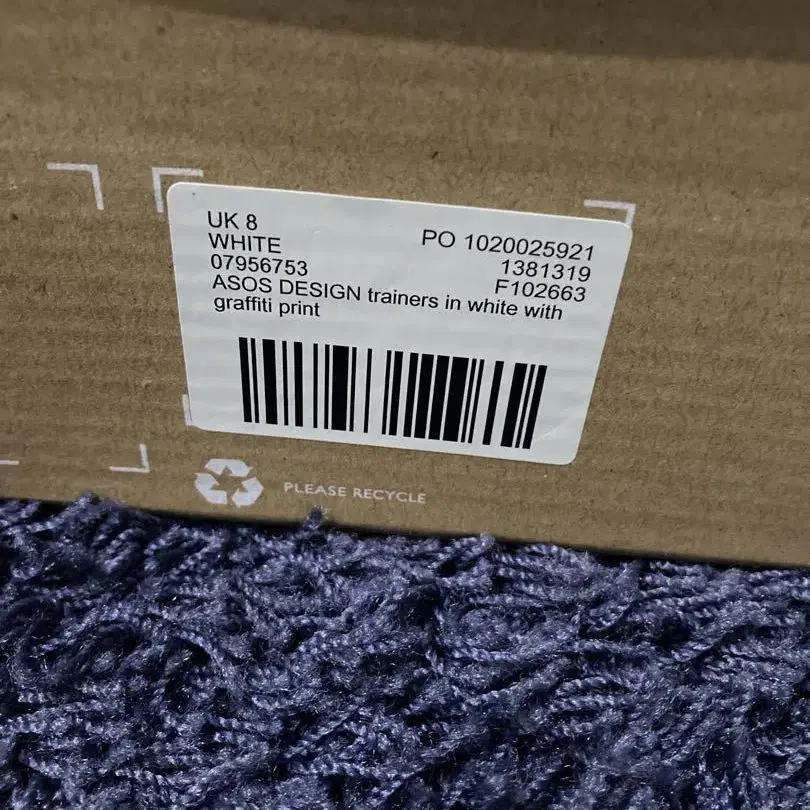 UK 8
WHITE
07956753
PO 1020025921
1381319
F102663
ASOS DESIGN trainers in white with
graffiti print
PLEASE RECYCLE